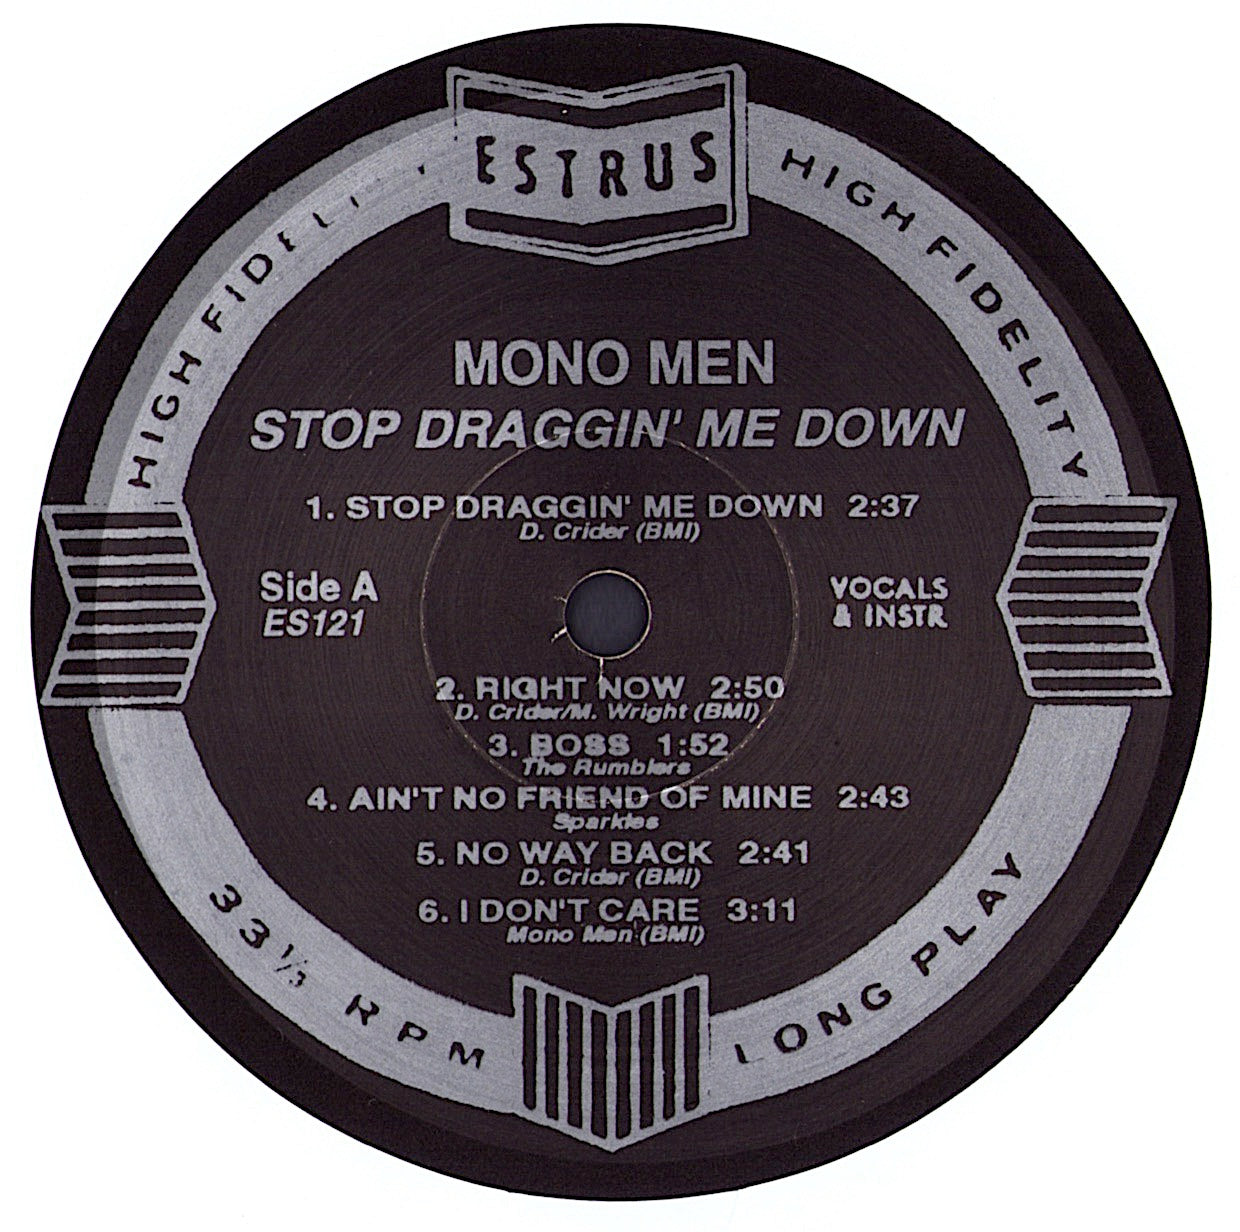 ESTRUS
HIGH FIDELI
HIGH FIDELITY
MONO MEN
STOP DRAGGIN' ME DOWN
1. STOP DRAGGIN' ME DOWN 2:37
D. Crider (BMI)
Side A
ES121
VOCALS
& INSTR.
2. RIGHT NOW 2:50
D. Crider/M. Wright (BMI)
3. BOSS 1:52
The Rumblers
4. AIN'T NO FRIEND OF MINE 2:43
Sparkles
5. NO WAY BACK 2:41
D. Crider (BMI)
6. I DON'T CARE 3:11
Mono Men (BMI)
33⅓ RPM
LONG PLAY